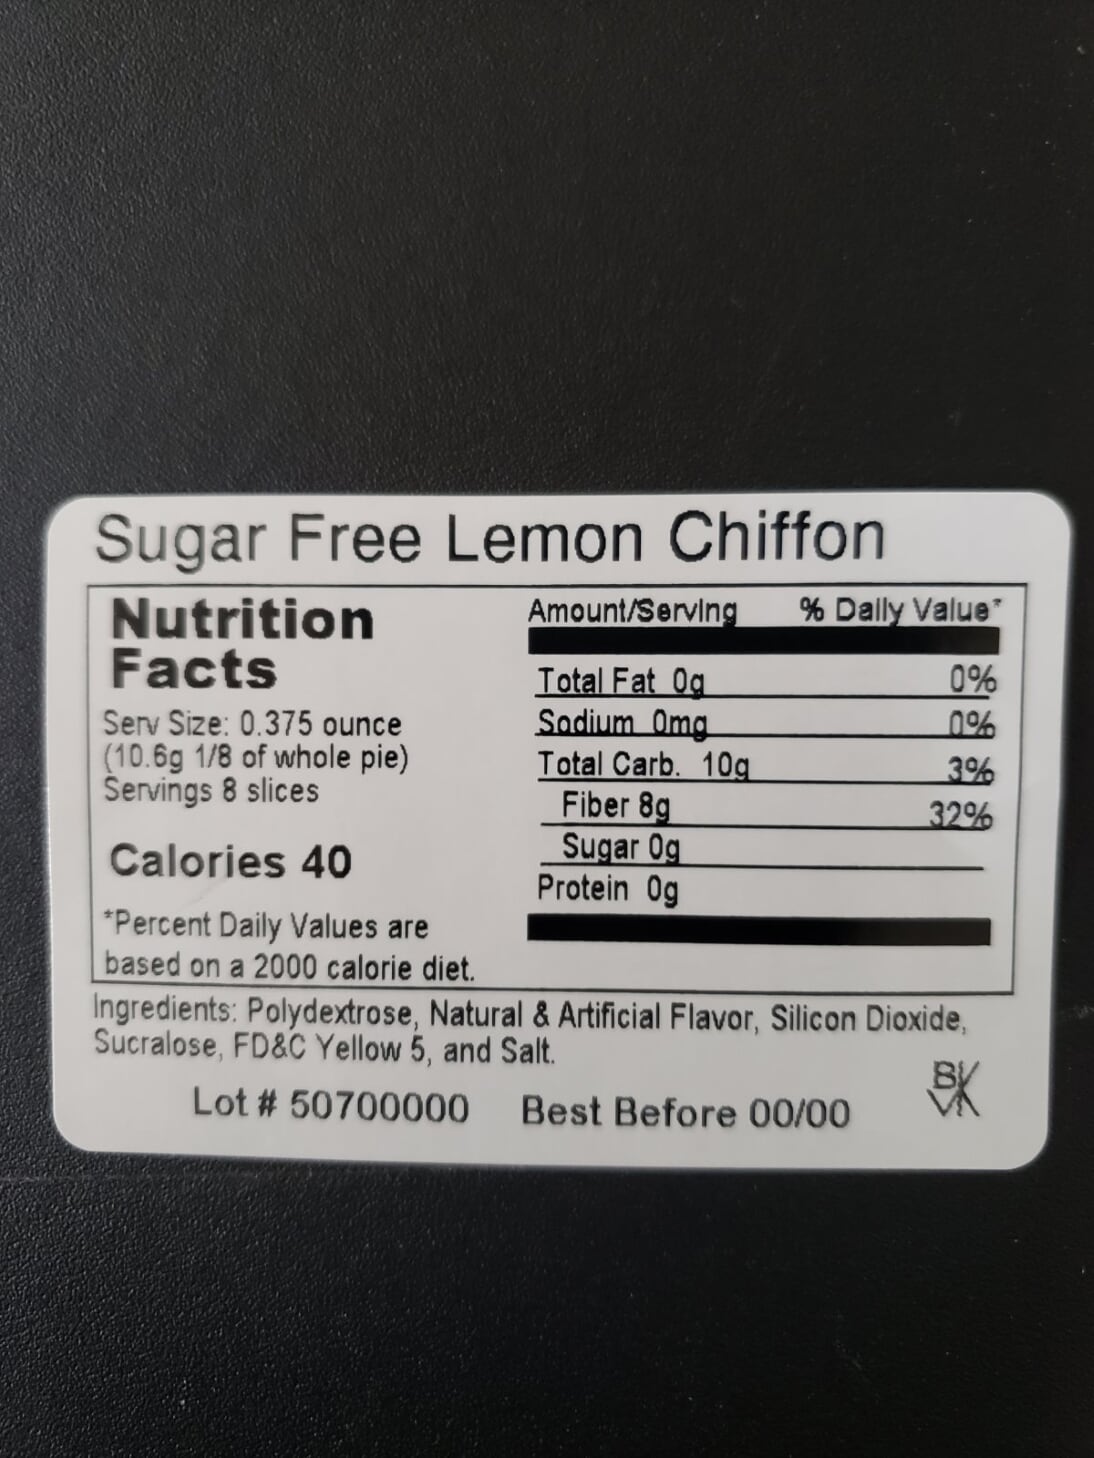 Sugar Free Lemon Chiffon
Nutrition
Facts
Serv Size: 0.375 ounce
(10.6g 1/8 of whole pie)
Servings 8 slices
Calories 40
*Percent Daily Values are
based on a 2000 calorie diet.
Amount/Serving % Daily Value*
Total Fat 0g 0%
Sodium 0mg 0%
Total Carb. 10g 3%
Fiber 8g 32%
Sugar 0g
Protein 0g
Ingredients: Polydextrose, Natural & Artificial Flavor, Silicon Dioxide,
Sucralose, FD&C Yellow 5, and Salt.
Lot # 50700000 Best Before 00/00